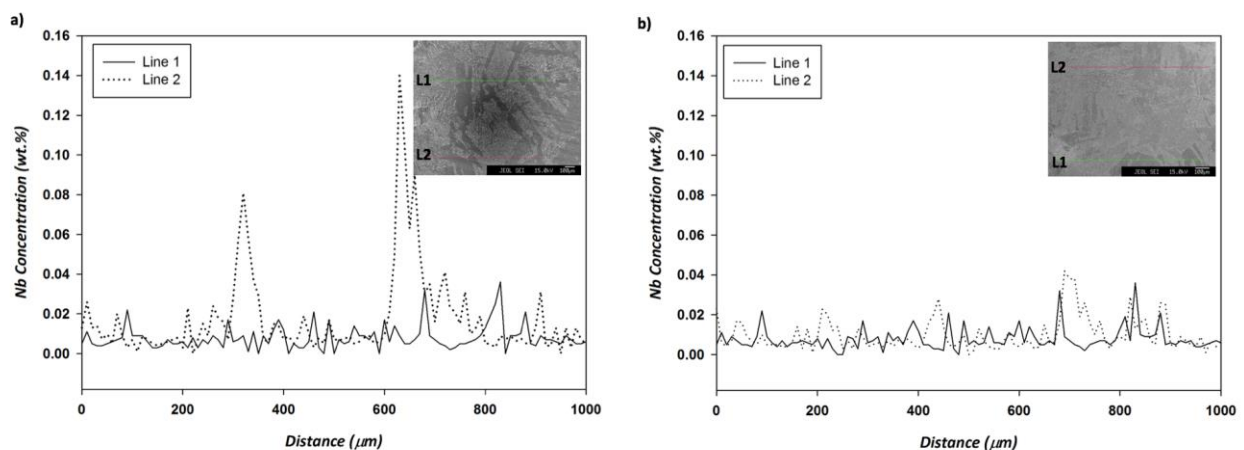 a)
Nb Concentration (wt.%)
0.16
0.14
0.12
0.10
0.08
0.06
0.04
0.02
0.00
Line 1
Line 2
L1
L2
JEOL SEI 15.0kV 100μm
0 200 400 600 800 1000
Distance (μm)
b)
Nb Concentration (wt.%)
0.16
0.14
0.12
0.10
0.08
0.06
0.04
0.02
0.00
Line 1
Line 2
L2
L1
JEOL SEI 15.0kV 100μm
0 200 400 600 800 1000
Distance (μm)